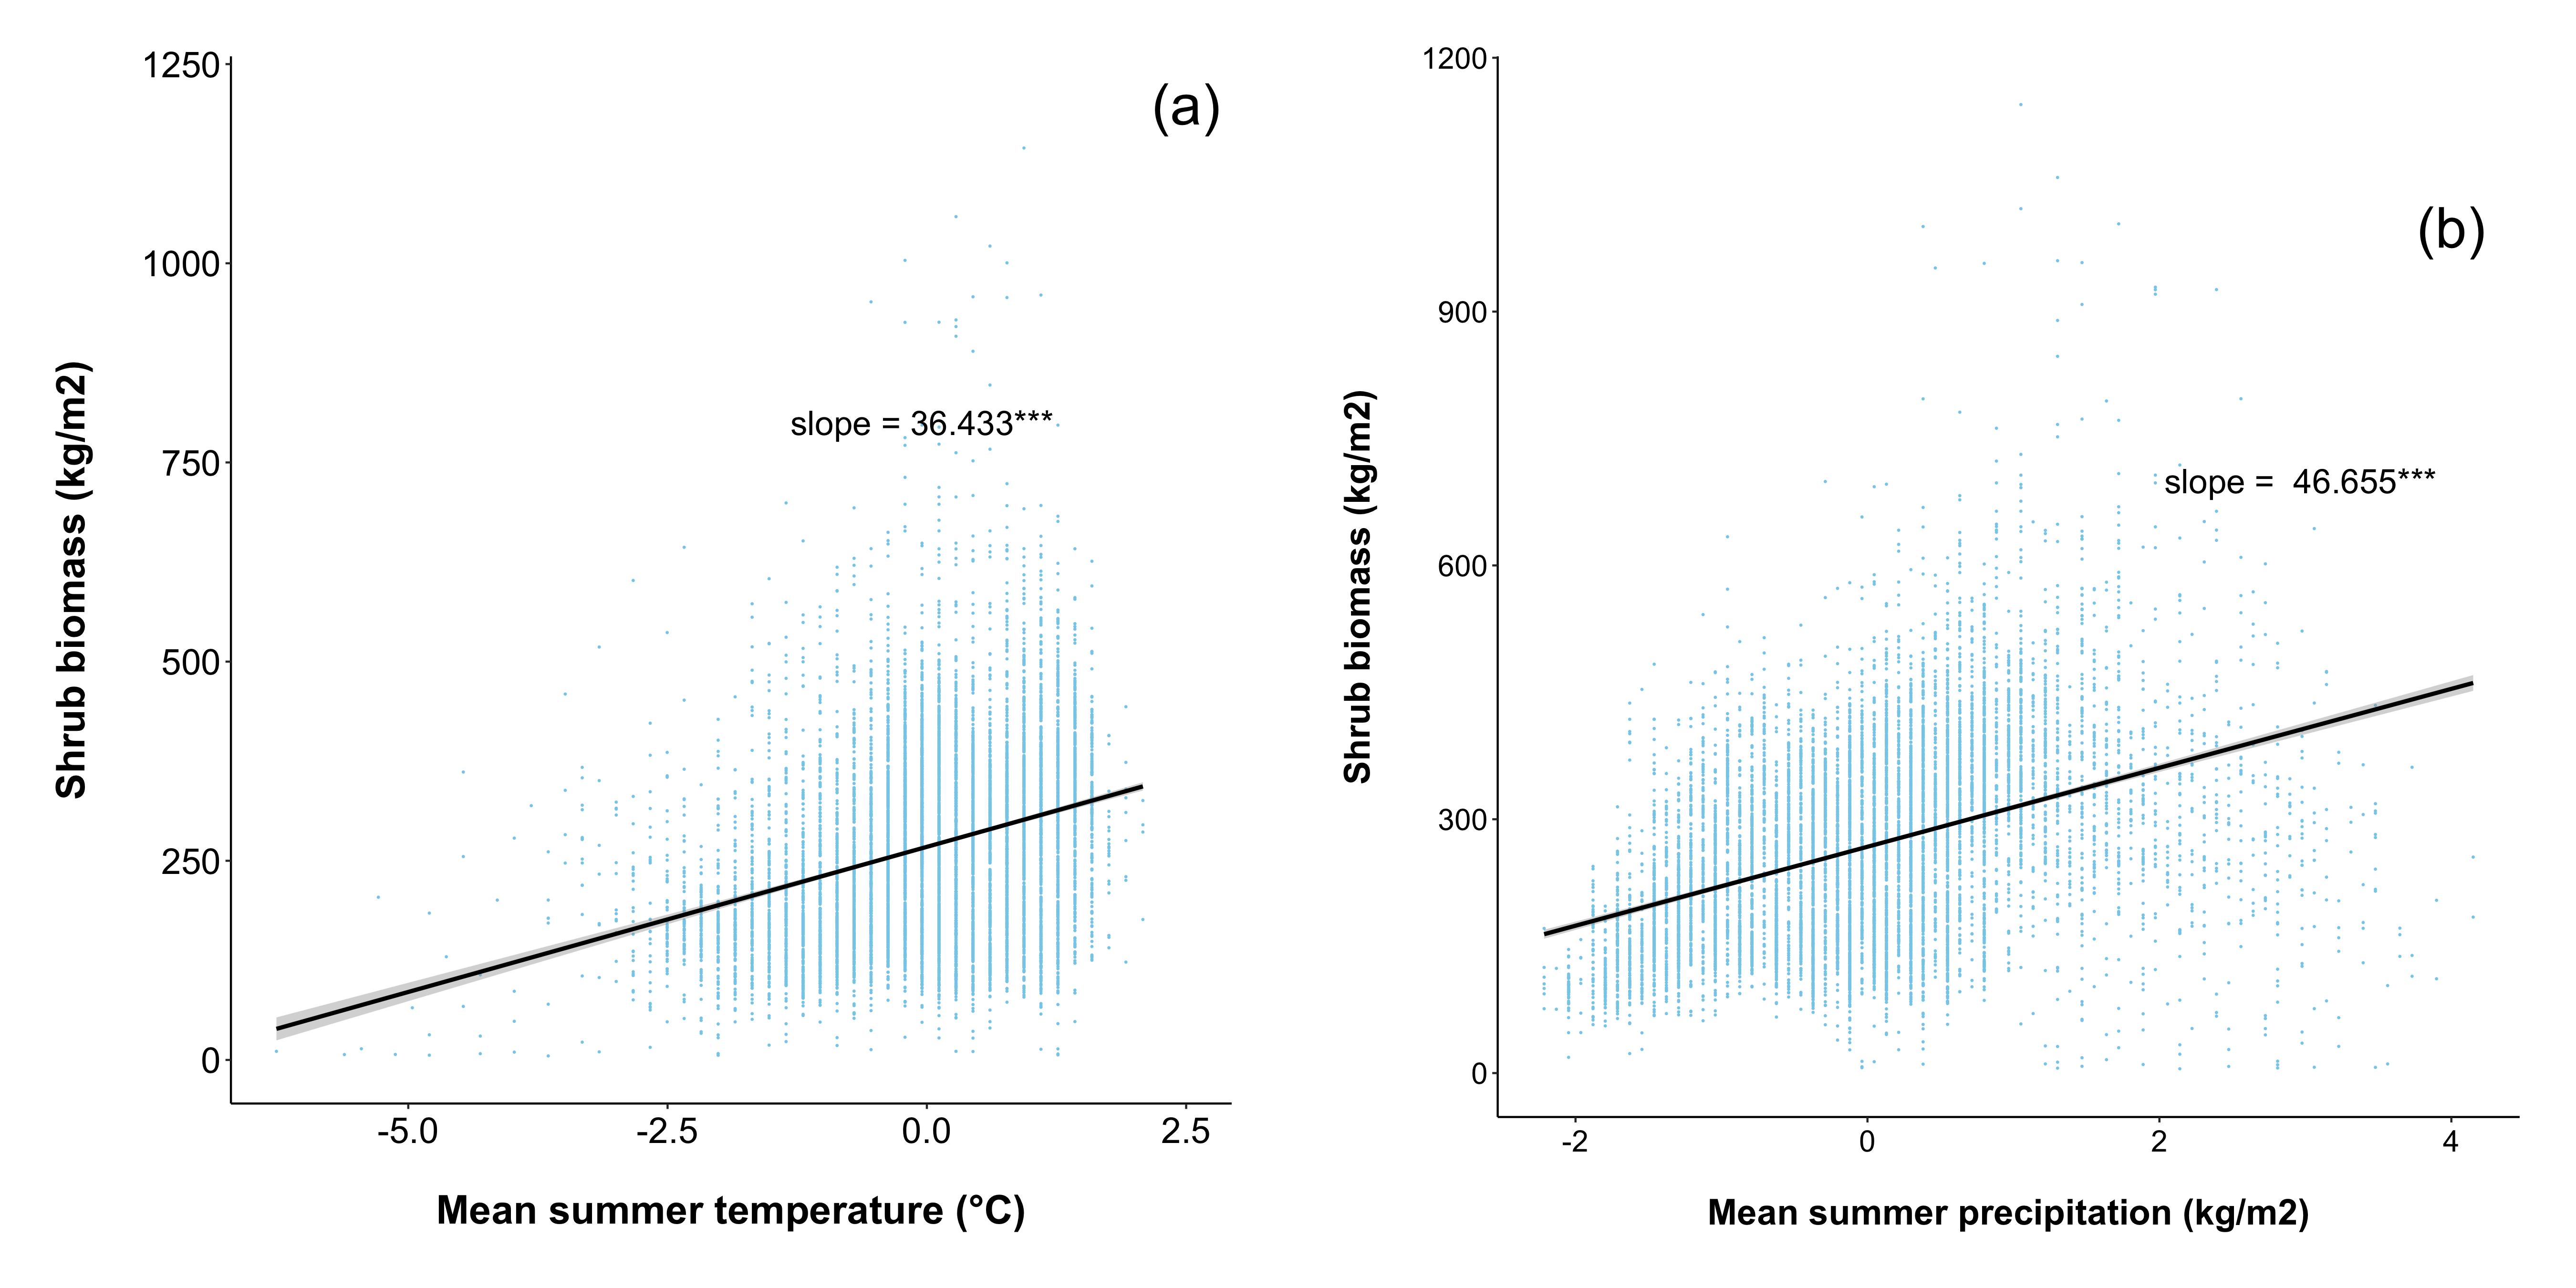 (a)
1250
1000
750
500
250
0
Shrub biomass (kg/m2)
slope = 36.433***
-5.0 -2.5 0.0 2.5
Mean summer temperature (°C)
(b)
1200
900
600
300
0
Shrub biomass (kg/m2)
slope =  46.655***
-2 0 2 4
Mean summer precipitation (kg/m2)